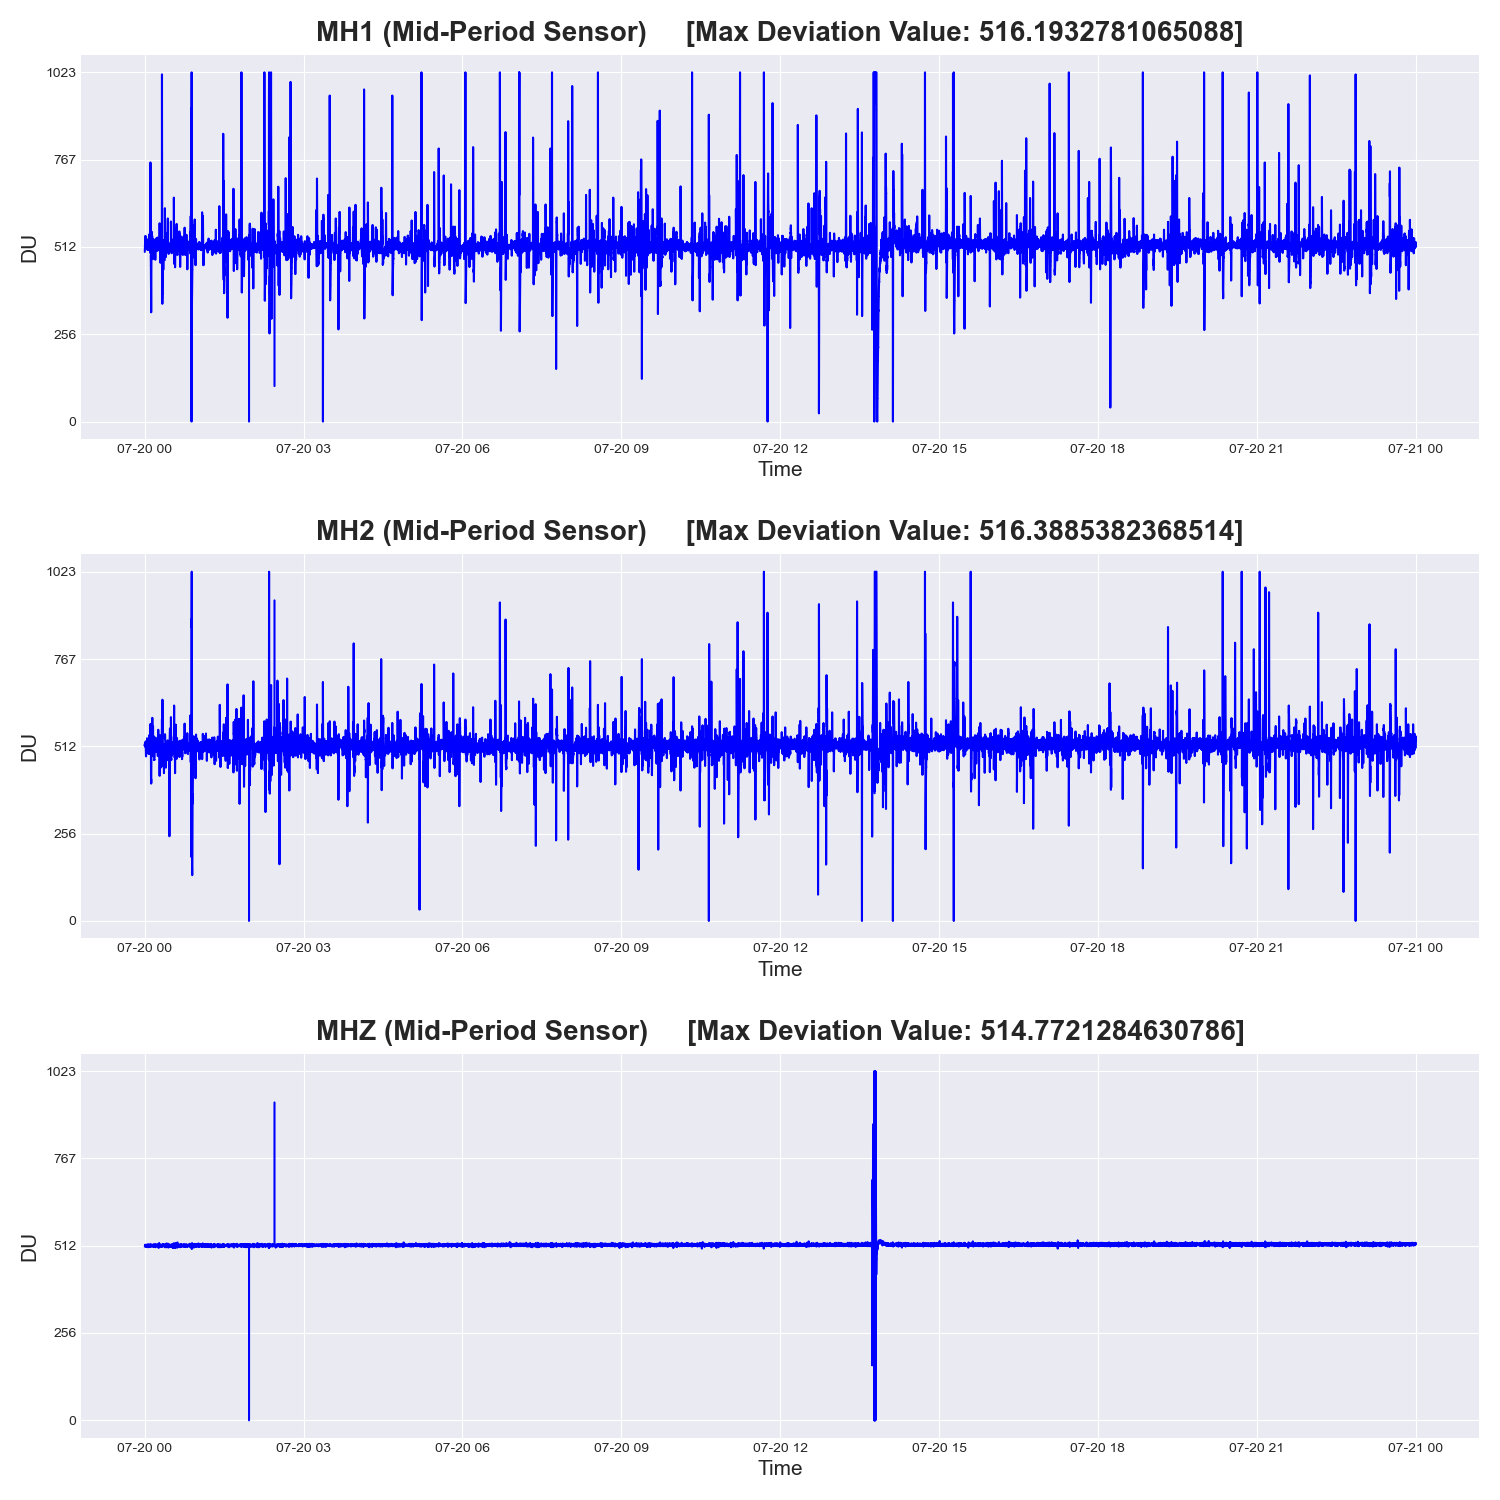 MH1 (Mid-Period Sensor) [Max Deviation Value: 516.1932781065088]
1023
767
512
256
0
DU
07-20 00 07-20 03 07-20 06 07-20 09 07-20 12 07-20 15 07-20 18 07-20 21 07-21 00
Time
MH2 (Mid-Period Sensor) [Max Deviation Value: 516.3885382368514]
1023
767
512
256
0
DU
07-20 00 07-20 03 07-20 06 07-20 09 07-20 12 07-20 15 07-20 18 07-20 21 07-21 00
Time
MHZ (Mid-Period Sensor) [Max Deviation Value: 514.7721284630786]
1023
767
512
256
0
DU
07-20 00 07-20 03 07-20 06 07-20 09 07-20 12 07-20 15 07-20 18 07-20 21 07-21 00
Time